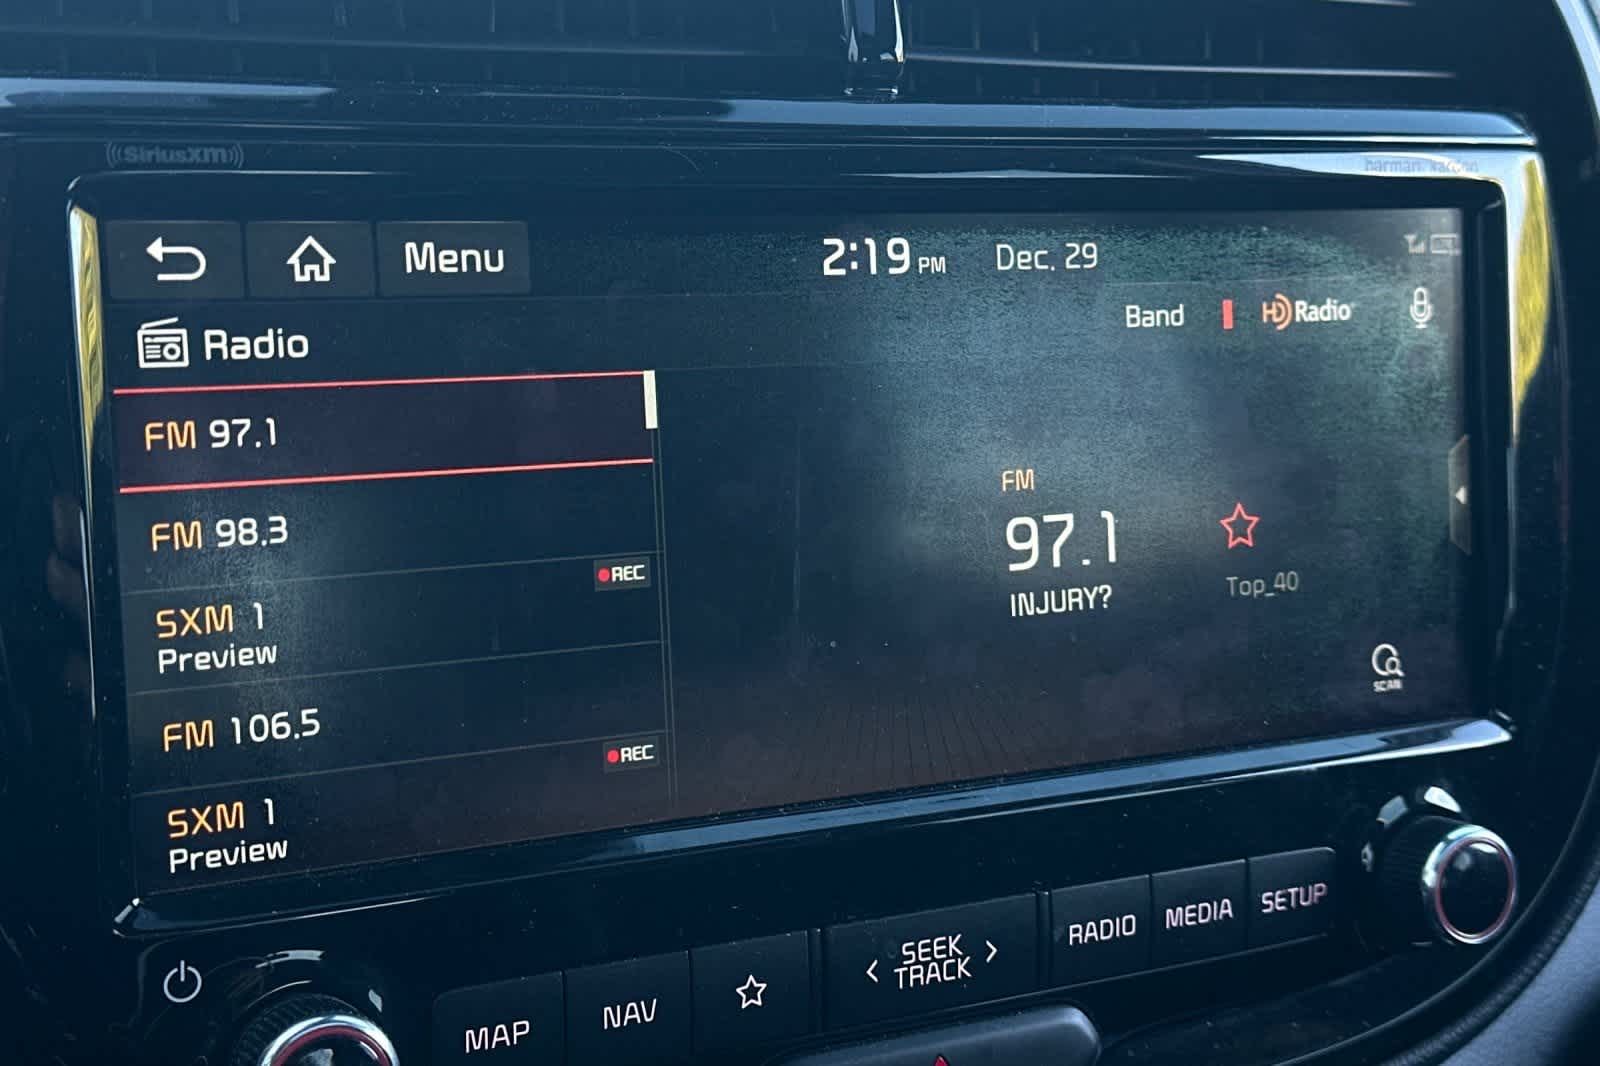 ((SiriusXM))
harman/kardon
Menu
2:19 PM
Dec. 29
Band
HD Radio
Radio
FM 97.1
FM 98.3
REC
SXM 1
Preview
FM 106.5
REC
SXM 1
Preview
FM
97.1
INJURY?
Top_40
SCAN
MAP
NAV
< SEEK >
TRACK
RADIO
MEDIA
SETUP